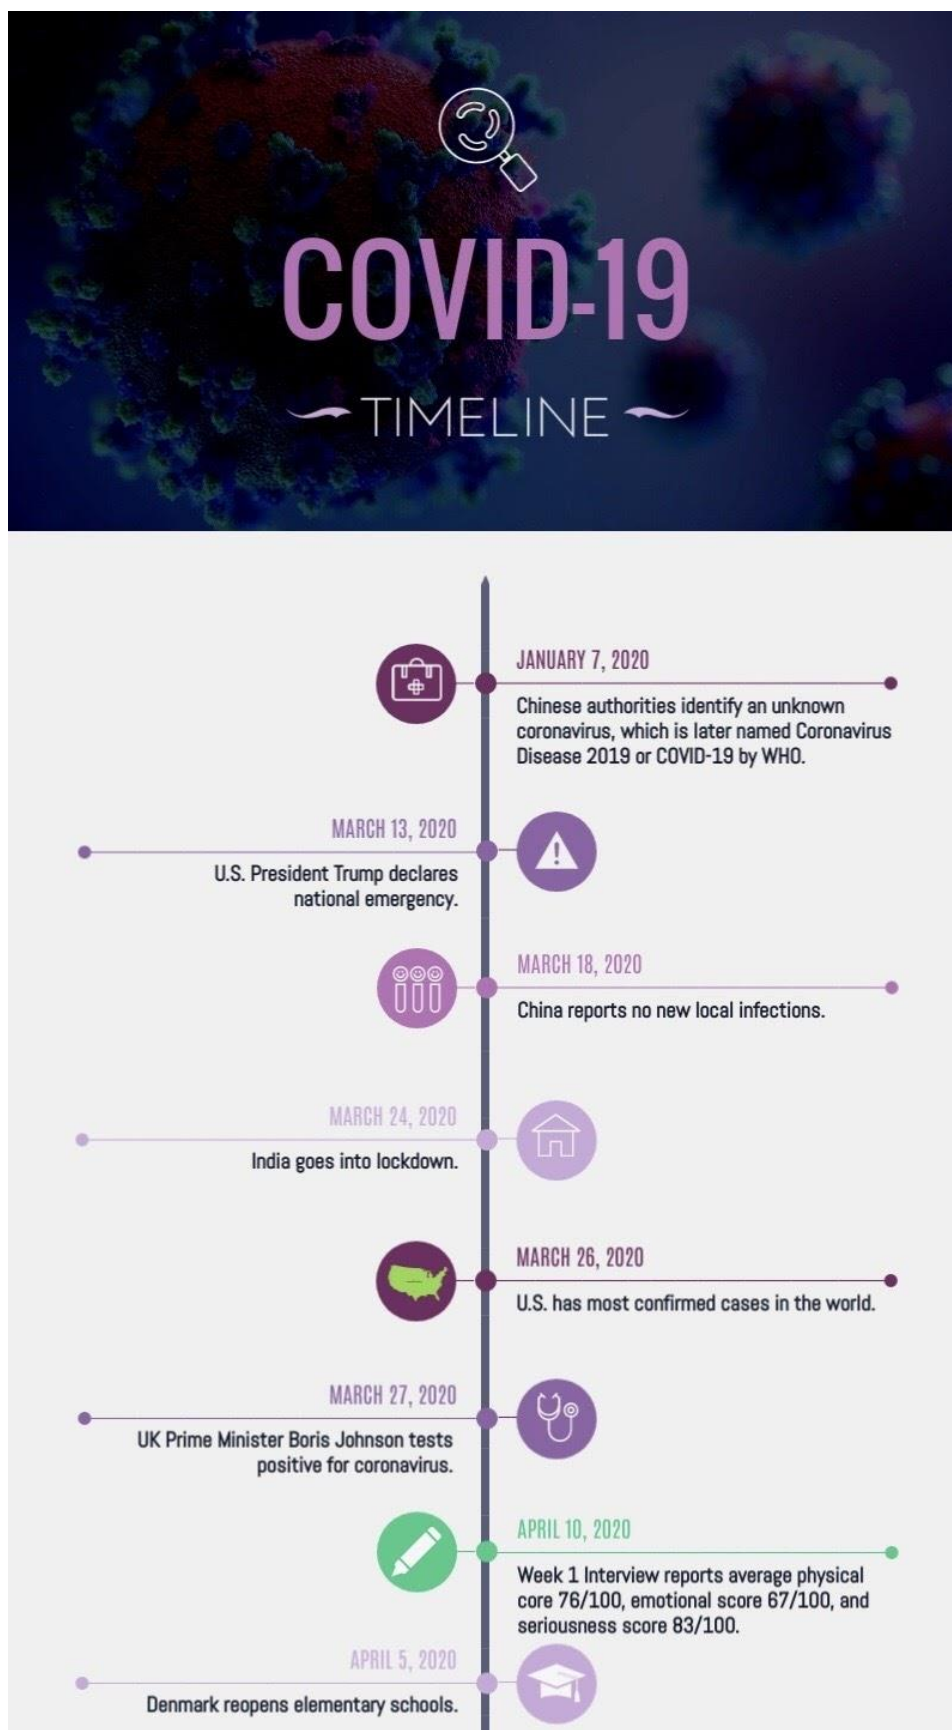 COVID-19
TIMELINE
JANUARY 7, 2020
Chinese authorities identify an unknown
coronavirus, which is later named Coronavirus
Disease 2019 or COVID-19 by WHO.
MARCH 13, 2020
U.S. President Trump declares
national emergency.
MARCH 18, 2020
China reports no new local infections.
MARCH 24, 2020
India goes into lockdown.
MARCH 26, 2020
U.S. has most confirmed cases in the world.
MARCH 27, 2020
UK Prime Minister Boris Johnson tests
positive for coronavirus.
APRIL 10, 2020
Week 1 Interview reports average physical
core 76/100, emotional score 67/100, and
seriousness score 83/100.
APRIL 5, 2020
Denmark reopens elementary schools.